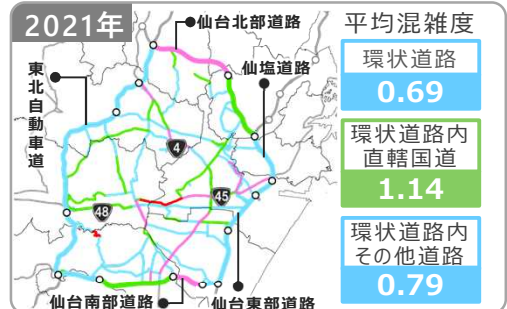 2021年
仙台北部道路
仙塩道路
東北自動車道
4
45
48
仙台南部道路
仙台東部道路
平均混雑度
環状道路
0.69
環状道路内
直轄国道
1.14
環状道路内
その他道路
0.79